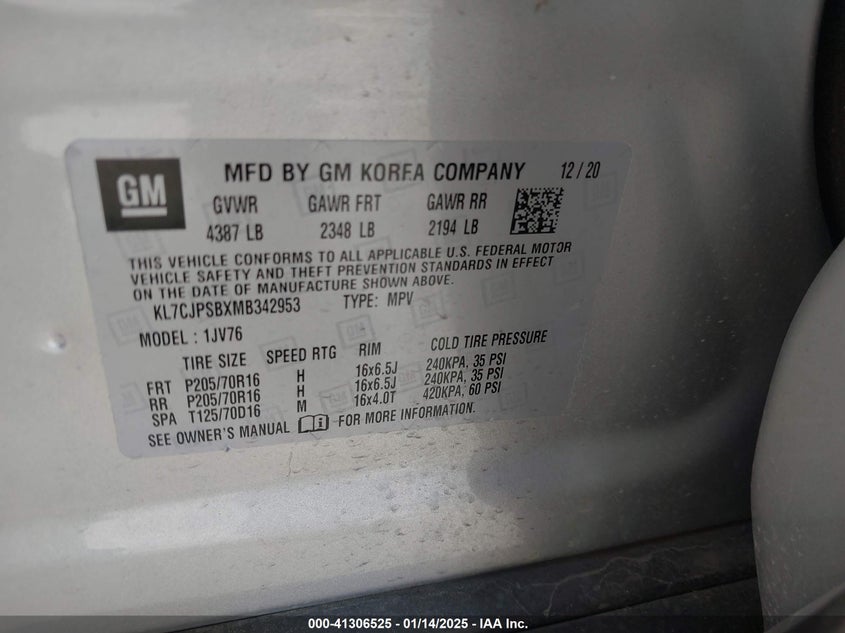 GM MFD BY GM KOREA COMPANY 12/20
GVWR GAWR FRT GAWR RR
4387 LB 2348 LB 2194 LB
THIS VEHICLE CONFORMS TO ALL APPLICABLE U.S. FEDERAL MOTOR
VEHICLE SAFETY AND THEFT PREVENTION STANDARDS IN EFFECT
ON THE DATE OF MANUFACTURE SHOWN ABOVE.
KL7CJPSBXMB342953 TYPE: MPV
MODEL : 1JV76
TIRE SIZE SPEED RTG RIM COLD TIRE PRESSURE
FRT P205/70R16 H 16x6.5J 240KPA, 35 PSI
RR P205/70R16 H 16x6.5J 240KPA, 35 PSI
SPA T125/70D16 M 16x4.0T 420KPA, 60 PSI
SEE OWNER'S MANUAL i FOR MORE INFORMATION.
000-41306525 - 01/14/2025 - IAA Inc.